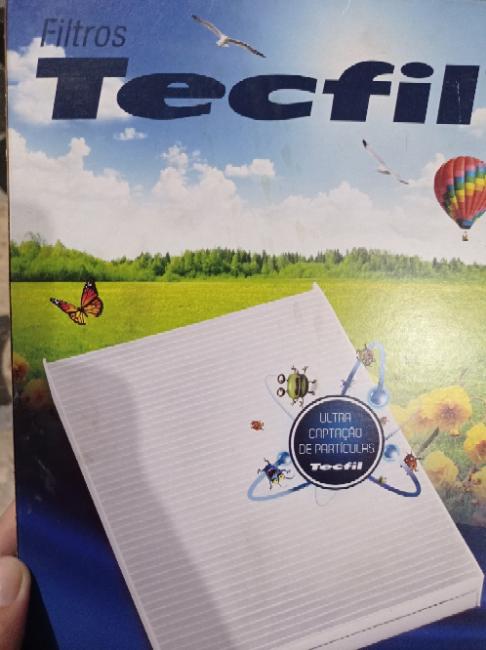 Filtros
Tecfil
ULTRA
CAPTAÇÃO
DE PARTÍCULAS
Tecfil